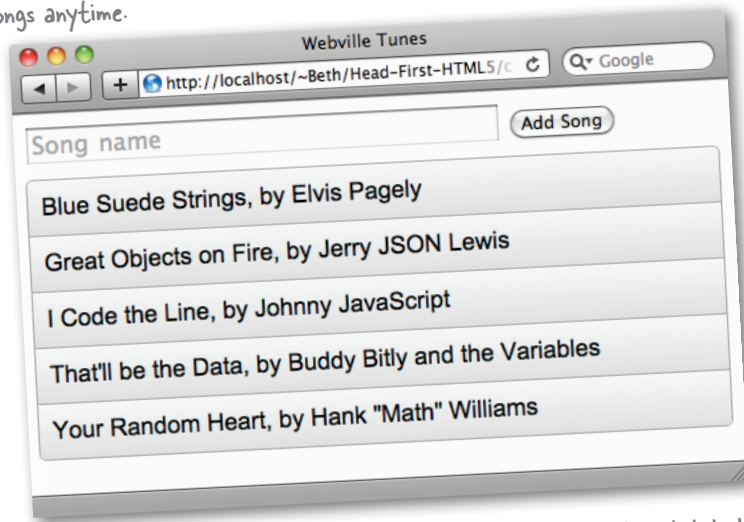 songs anytime.
Webville Tunes
http://localhost/~Beth/Head-First-HTML5/c
Google
Song name
Add Song
Blue Suede Strings, by Elvis Pagely
Great Objects on Fire, by Jerry JSON Lewis
I Code the Line, by Johnny JavaScript
That'll be the Data, by Buddy Bitly and the Variables
Your Random Heart, by Hank "Math" Williams